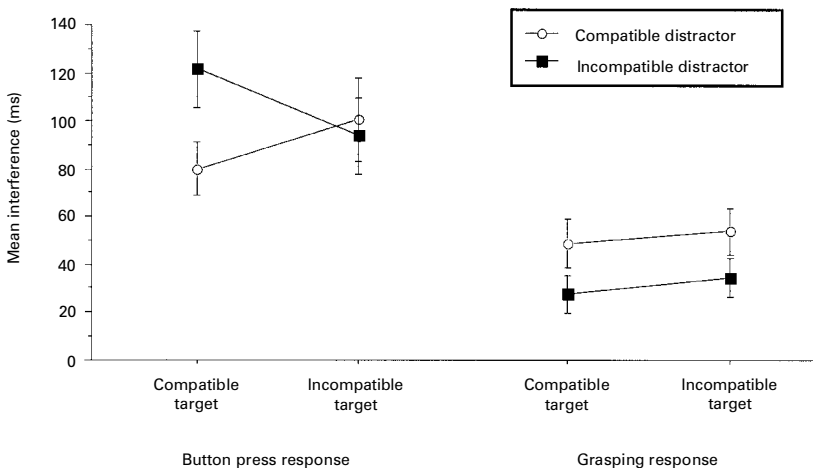 Mean interference (ms)
140
120
100
80
60
40
20
0
Compatible distractor
Incompatible distractor
Compatible
target
Incompatible
target
Compatible
target
Incompatible
target
Button press response
Grasping response